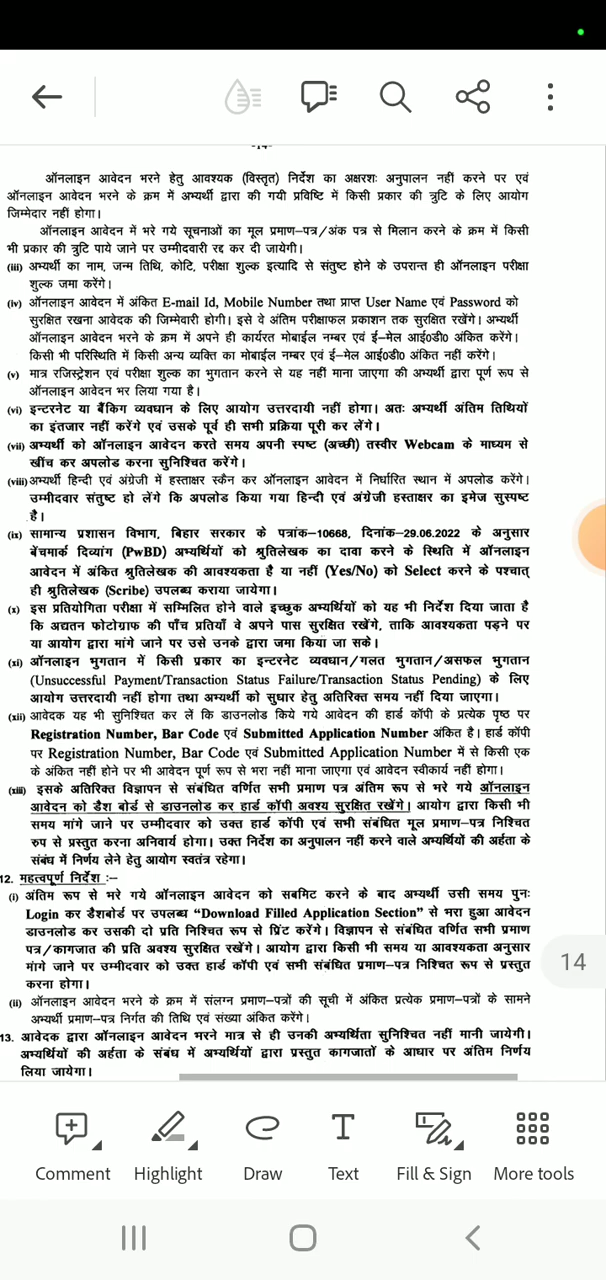 -14-
ऑनलाइन आवेदन भरने हेतु आवश्यक (विस्तृत) निर्देश का अक्षरशः अनुपालन नहीं करने पर एवं
ऑनलाइन आवेदन भरने के क्रम में अभ्यर्थी द्वारा की गयी प्रविष्टि में किसी प्रकार की त्रुटि के लिए आयोग
जिम्मेदार नहीं होगा।
ऑनलाइन आवेदन में भरे गये सूचनाओं का मूल प्रमाण–पत्र/अंक पत्र से मिलान करने के क्रम में किसी
भी प्रकार की त्रुटि पाये जाने पर उम्मीदवारी रद्द कर दी जायेगी।
(iii) अभ्यर्थी का नाम, जन्म तिथि, कोटि, परीक्षा शुल्क इत्यादि से संतुष्ट होने के उपरान्त ही ऑनलाइन परीक्षा
शुल्क जमा करेंगे।
(iv) ऑनलाइन आवेदन में अंकित E-mail Id, Mobile Number तथा प्राप्त User Name एवं Password को
सुरक्षित रखना आवेदक की जिम्मेवारी होगी। इसे वे अंतिम परीक्षाफल प्रकाशन तक सुरक्षित रखेंगे। अभ्यर्थी
ऑनलाईन आवेदन भरने के क्रम में अपने ही कार्यरत मोबाईल नम्बर एवं ई–मेल आई0डी0 अंकित करेंगे।
किसी भी परिस्थिति में किसी अन्य व्यक्ति का मोबाईल नम्बर एवं ई–मेल आई0डी0 अंकित नहीं करेंगे।
(v) मात्र रजिस्ट्रेशन एवं परीक्षा शुल्क का भुगतान करने से यह नहीं माना जाएगा की अभ्यर्थी द्वारा पूर्ण रूप से
ऑनलाईन आवेदन भर लिया गया है।
(vi) इन्टरनेट या बैंकिग व्यवधान के लिए आयोग उत्तरदायी नहीं होगा। अतः अभ्यर्थी अंतिम तिथियों
का इंतजार नहीं करेंगे एवं उसके पूर्व ही सभी प्रक्रिया पूरी कर लेंगे।
(vii) अभ्यर्थी को ऑनलाइन आवेदन करते समय अपनी स्पष्ट (अच्छी) तस्वीर Webcam के माध्यम से
खींच कर अपलोड करना सुनिश्चित करेंगे।
(viii) अभ्यर्थी हिन्दी एवं अंग्रेजी में हस्ताक्षर स्कैन कर ऑनलाइन आवेदन में निर्धारित स्थान में अपलोड करेंगे।
उम्मीदवार संतुष्ट हो लेंगे कि अपलोड किया गया हिन्दी एवं अंग्रेजी हस्ताक्षर का इमेज सुस्पष्ट
है।
(ix) सामान्य प्रशासन विभाग, बिहार सरकार के पत्रांक–10668, दिनांक–29.06.2022 के अनुसार
बेंचमार्क दिव्यांग (PwBD) अभ्यर्थियों को श्रुतिलेखक का दावा करने के स्थिति में ऑनलाइन
आवेदन में अंकित श्रुतिलेखक की आवश्यकता है या नहीं (Yes/No) को Select करने के पश्चात्
ही श्रुतिलेखक (Scribe) उपलब्ध कराया जायेगा।
(x) इस प्रतियोगिता परीक्षा में सम्मिलित होने वाले इच्छुक अभ्यर्थियों को यह भी निर्देश दिया जाता है
कि अद्यतन फोटोग्राफ की पाँच प्रतियाँ वे अपने पास सुरक्षित रखेंगे, ताकि आवश्यकता पड़ने पर
या आयोग द्वारा मांगे जाने पर उसे उनके द्वारा जमा किया जा सके।
(xi) ऑनलाइन भुगतान में किसी प्रकार का इन्टरनेट व्यवधान/गलत भुगतान/असफल भुगतान
(Unsuccessful Payment/Transaction Status Failure/Transaction Status Pending) के लिए
आयोग उत्तरदायी नहीं होगा तथा अभ्यर्थी को सुधार हेतु अतिरिक्त समय नहीं दिया जाएगा।
(xii) आवेदक यह भी सुनिश्चित कर लें कि डाउनलोड किये गये आवेदन की हार्ड कॉपी के प्रत्येक पृष्ठ पर
Registration Number, Bar Code एवं Submitted Application Number अंकित है। हार्ड कॉपी
पर Registration Number, Bar Code एवं Submitted Application Number में से किसी एक
के अंकित नहीं होने पर भी आवेदन पूर्ण रूप से भरा नहीं माना जाएगा एवं आवेदन स्वीकार्य नहीं होगा।
(xiii) इसके अतिरिक्त विज्ञापन से संबंधित वर्णित सभी प्रमाण पत्र अंतिम रूप से भरे गये ऑनलाइन
आवेदन को डैश बोर्ड से डाउनलोड कर हार्ड कॉपी अवश्य सुरक्षित रखेंगे। आयोग द्वारा किसी भी
समय मांगे जाने पर उम्मीदवार को उक्त हार्ड कॉपी एवं सभी संबंधित मूल प्रमाण–पत्र निश्चित
रुप से प्रस्तुत करना अनिवार्य होगा। उक्त निर्देश का अनुपालन नहीं करने वाले अभ्यर्थियों की अर्हता के
संबंध में निर्णय लेने हेतु आयोग स्वतंत्र रहेगा।
12. महत्वपूर्ण निर्देश :–
(i) अंतिम रूप से भरे गये ऑनलाईन आवेदन को सबमिट करने के बाद अभ्यर्थी उसी समय पुनः
Login कर डैशबोर्ड पर उपलब्ध “Download Filled Application Section” से भरा हुआ आवेदन
डाउनलोड कर उसकी दो प्रति निश्चित रूप से प्रिंट करेंगे। विज्ञापन से संबंधित वर्णित सभी प्रमाण
पत्र/कागजात की प्रति अवश्य सुरक्षित रखेंगे। आयोग द्वारा किसी भी समय या आवश्यकता अनुसार
मांगे जाने पर उम्मीदवार को उक्त हार्ड कॉपी एवं सभी संबंधित प्रमाण–पत्र निश्चित रूप से प्रस्तुत
करना होगा।
14
(ii) ऑनलाईन आवेदन भरने के क्रम में संलग्न प्रमाण–पत्रों की सूची में अंकित प्रत्येक प्रमाण–पत्रों के सामने
अभ्यर्थी प्रमाण–पत्र निर्गत की तिथि एवं संख्या अंकित करेंगे।
13. आवेदक द्वारा ऑनलाईन आवेदन भरने मात्र से ही उनकी अभ्यर्थिता सुनिश्चित नहीं मानी जायेगी।
अभ्यर्थियों की अर्हता के संबंध में अभ्यर्थियों द्वारा प्रस्तुत कागजातों के आधार पर अंतिम निर्णय
लिया जायेगा।
Comment Highlight Draw Text Fill & Sign More tools